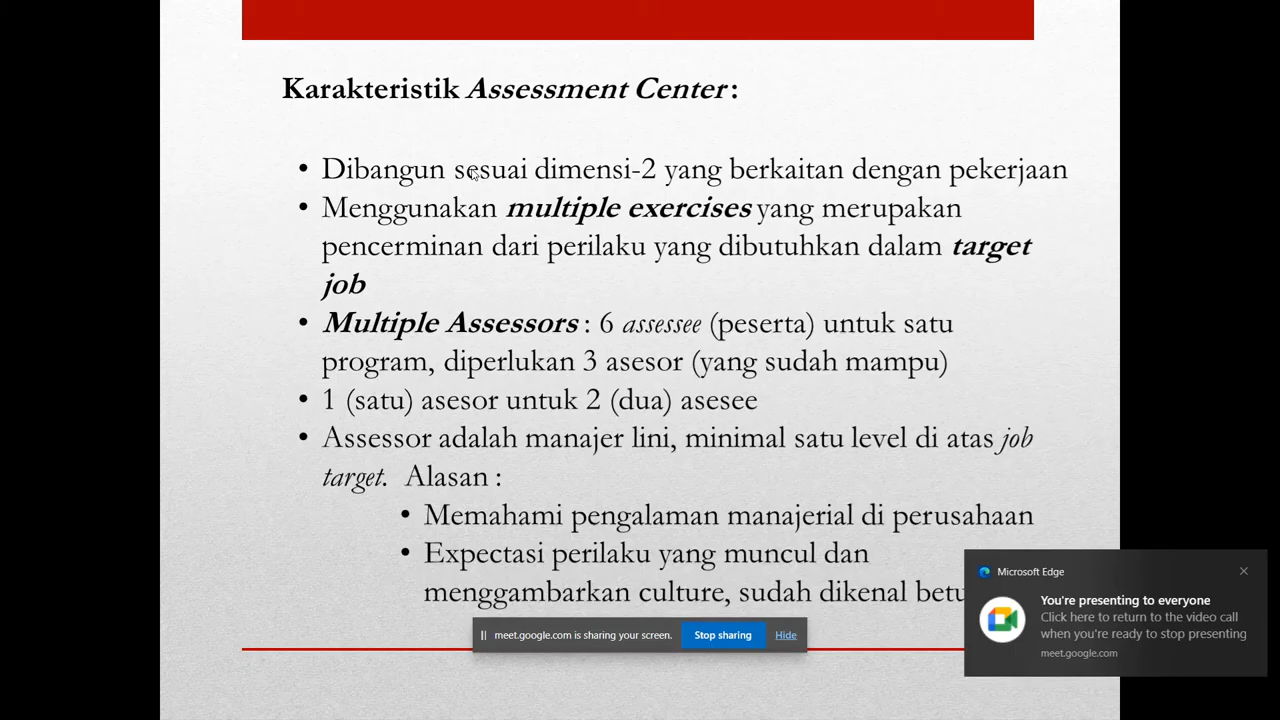 Karakteristik Assessment Center :
• Dibangun sesuai dimensi-2 yang berkaitan dengan pekerjaan
• Menggunakan multiple exercises yang merupakan
pencerminan dari perilaku yang dibutuhkan dalam target
job
• Multiple Assessors : 6 assessee (peserta) untuk satu
program, diperlukan 3 asesor (yang sudah mampu)
• 1 (satu) asesor untuk 2 (dua) asesee
• Assessor adalah manajer lini, minimal satu level di atas job
target. Alasan :
• Memahami pengalaman manajerial di perusahaan
• Expectasi perilaku yang muncul dan
menggambarkan culture, sudah dikenal
meet.google.com is sharing your screen.
Stop sharing
Hide
Microsoft Edge
You're presenting to everyone
Click here to return to the video call
when you're ready to stop presenting
meet.google.com